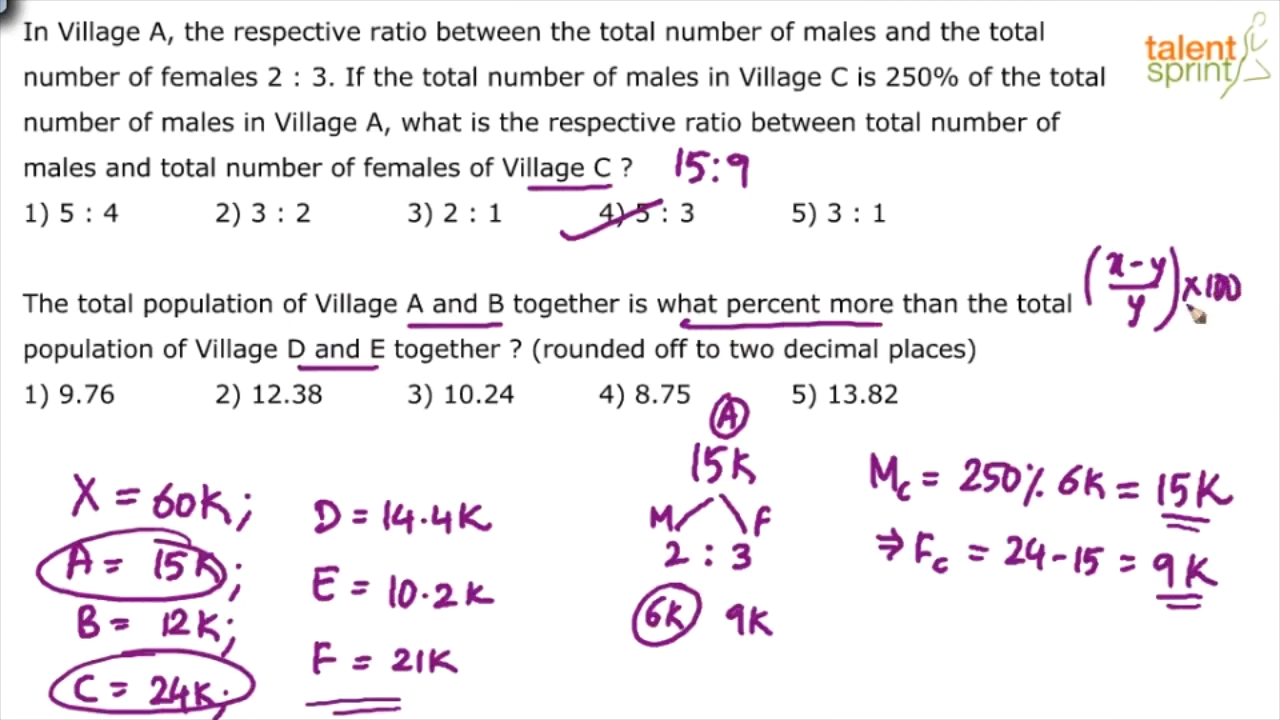 In Village A, the respective ratio between the total number of males and the total
number of females 2 : 3. If the total number of males in Village C is 250% of the total
number of males in Village A, what is the respective ratio between total number of
males and total number of females of Village C ? 15:9
1) 5 : 4 2) 3 : 2 3) 2 : 1 4) 5 : 3 5) 3 : 1
talent
sprint
The total population of Village A and B together is what percent more than the total
population of Village D and E together ? (rounded off to two decimal places)
(x-y/y)×100
1) 9.76 2) 12.38 3) 10.24 4) 8.75 5) 13.82
X = 60K;
A = 15K;
B = 12K;
C = 24K;
D = 14.4K
E = 10.2K
F = 21K
A
15K
M F
2 : 3
6K 9K
Mc = 250% 6K = 15K
⇒ Fc = 24-15 = 9K